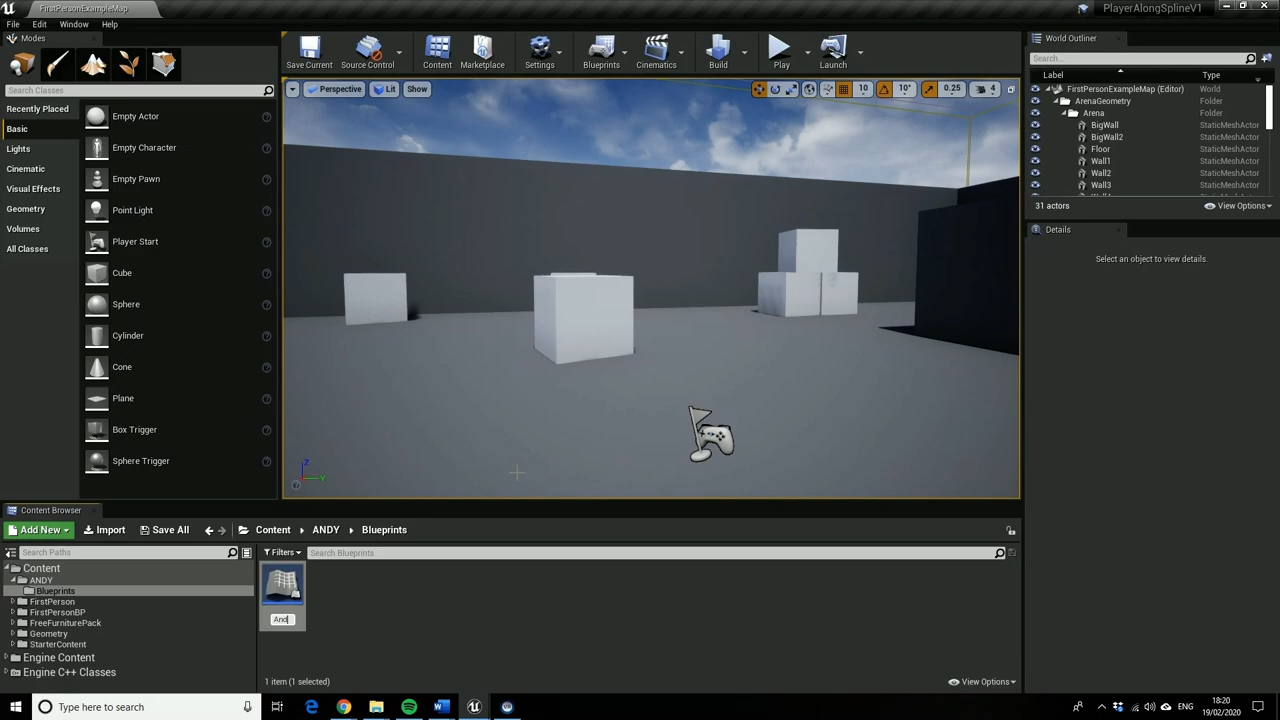 FirstPersonExampleMap
PlayerAlongSplineV1
File Edit Window Help
Modes
Save Current
Source Control
Content
Marketplace
Settings
Blueprints
Cinematics
Build
Play
Launch
World Outliner
Search Classes
Search...
Perspective Lit Show
10 10° 0.25 4
Label Type
Recently Placed
Basic
Lights
Cinematic
Visual Effects
Geometry
Volumes
All Classes
Empty Actor
Empty Character
Empty Pawn
Point Light
Player Start
Cube
Sphere
Cylinder
Cone
Plane
Box Trigger
Sphere Trigger
FirstPersonExampleMap (Editor) World
ArenaGeometry Folder
Arena Folder
BigWall StaticMeshActor
BigWall2 StaticMeshActor
Floor StaticMeshActor
Wall1 StaticMeshActor
Wall2 StaticMeshActor
Wall3 StaticMeshActor
31 actors View Options
Details
Select an object to view details.
Z
Y
Content Browser
Add New Import Save All Content ANDY Blueprints
Search Paths
Filters Search Blueprints
Content
ANDY
Blueprints
FirstPerson
FirstPersonBP
FreeFurniturePack
Geometry
StarterContent
Engine Content
Engine C++ Classes
And
1 item (1 selected) View Options
Type here to search
ENG
18:20
19/02/2020